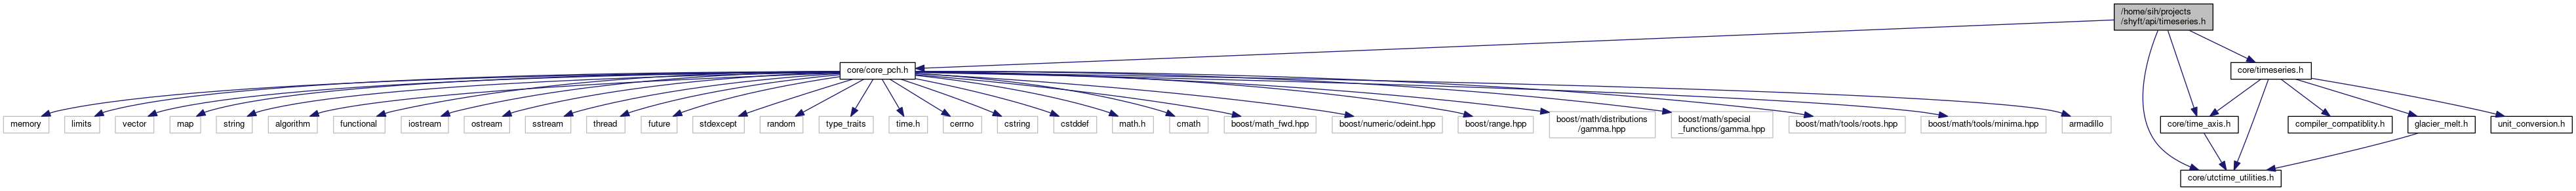 /home/sih/projects
/shyft/api/timeseries.h
core/core_pch.h
core/timeseries.h
memory
limits
vector
map
string
algorithm
functional
iostream
ostream
sstream
thread
future
stdexcept
random
type_traits
time.h
cerrno
cstring
cstddef
math.h
cmath
boost/math_fwd.hpp
boost/numeric/odeint.hpp
boost/range.hpp
boost/math/distributions
/gamma.hpp
boost/math/special
_functions/gamma.hpp
boost/math/tools/roots.hpp
boost/math/tools/minima.hpp
armadillo
core/time_axis.h
compiler_compatiblity.h
glacier_melt.h
unit_conversion.h
core/utctime_utilities.h